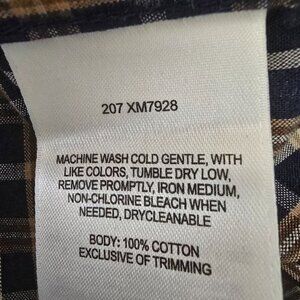 207 XM7928
MACHINE WASH COLD GENTLE, WITH
LIKE COLORS, TUMBLE DRY LOW,
REMOVE PROMPTLY, IRON MEDIUM,
NON-CHLORINE BLEACH WHEN
NEEDED, DRYCLEANABLE
BODY: 100% COTTON
EXCLUSIVE OF TRIMMING